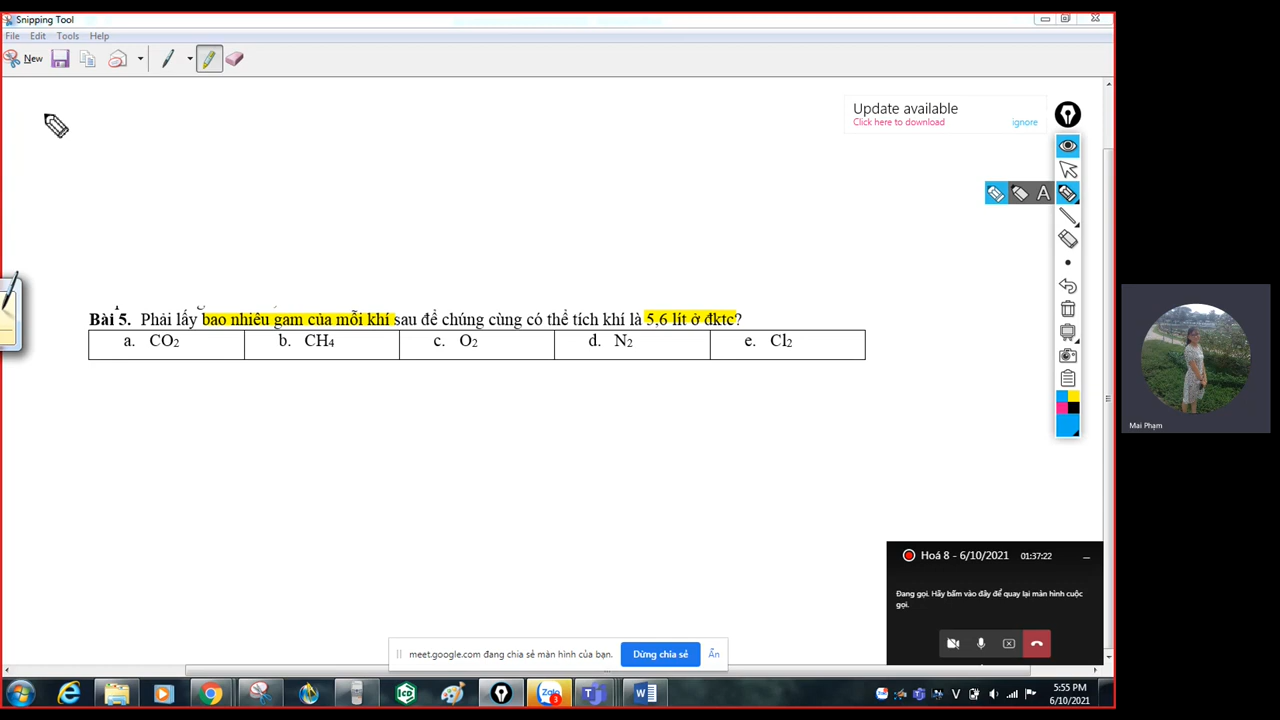 Snipping Tool
File Edit Tools Help
New
Update available
Click here to download ignore
A
Bài 5. Phải lấy bao nhiêu gam của mỗi khí sau để chúng cùng có thể tích khí là 5,6 lít ở đktc?
a. CO2 b. CH4 c. O2 d. N2 e. Cl2
Mai Phạm
Hoá 8 - 6/10/2021 01:37:22
Đang gọi. Hãy bấm vào đây để quay lại màn hình cuộc
gọi.
meet.google.com đang chia sẻ màn hình của bạn. Dừng chia sẻ Ẩn
Zalo
3
V
5:55 PM
6/10/2021